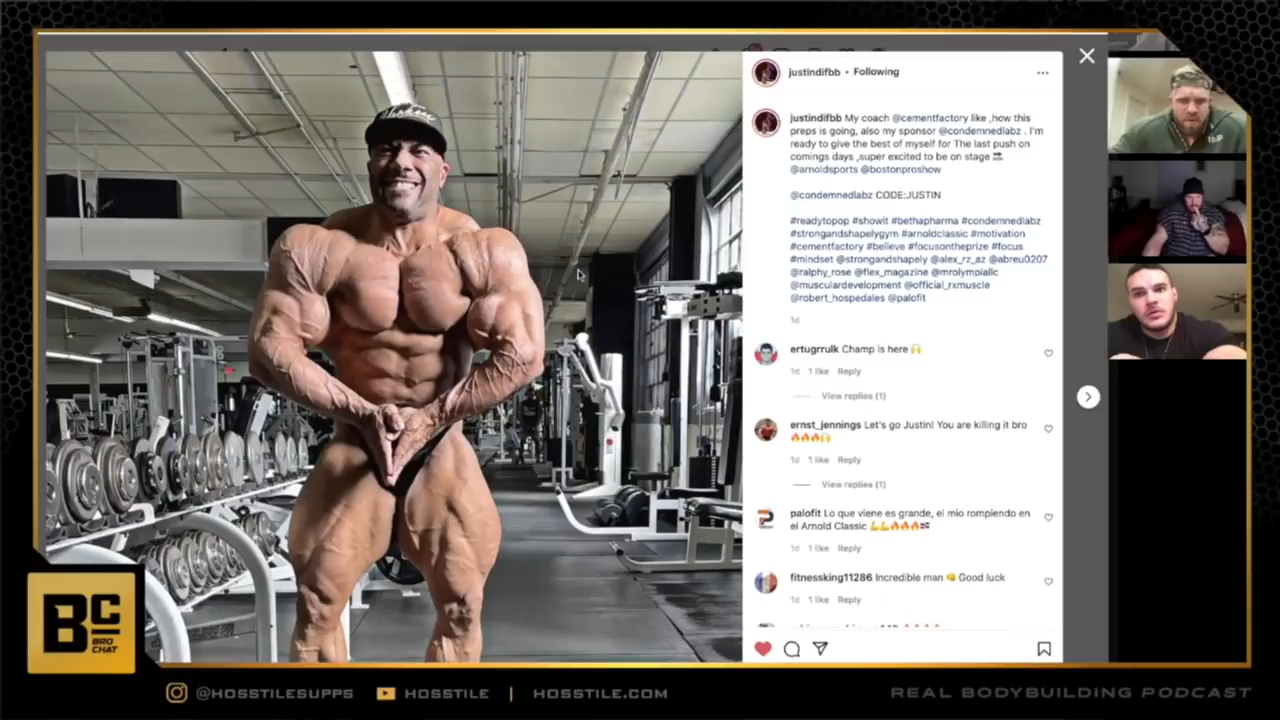 justindifbb • Following
justindifbb My coach @cementfactory like ,how this
preps is going, also my sponsor @condemnedlabz . I'm
ready to give the best of myself for The last push on
comings days ,super excited to be on stage 🔜
@arnoldsports @bostonproshow
@condemnedlabz CODE:JUSTIN
#readytopop #showit #bethapharma #condemnedlabz
#strongandshapelygym #arnoldclassic #motivation
#cementfactory #believe #focusontheprize #focus
#mindset @strongandshapely @alex_rz_az @abreu0207
@ralphy_rose @flex_magazine @mrolympiallc
@musculardevelopment @official_rxmuscle
@robert_hospedales @palofit
1d
ertugrrulk Champ is here 🙌
1d 1 like Reply
View replies (1)
ernst_jennings Let's go Justin! You are killing it bro
🔥🔥🔥🙌
1d 1 like Reply
View replies (1)
palofit Lo que viene es grande, el mio rompiendo en
el Arnold Classic 💪💪🔥🔥🔥🇩🇴
1d 1 like Reply
fitnessking11286 Incredible man 👊 Good luck
1d 1 like Reply
BC
BRO
CHAT
@HOSSTILESUPPS HOSSTILE | HOSSTILE.COM
REAL BODYBUILDING PODCAST